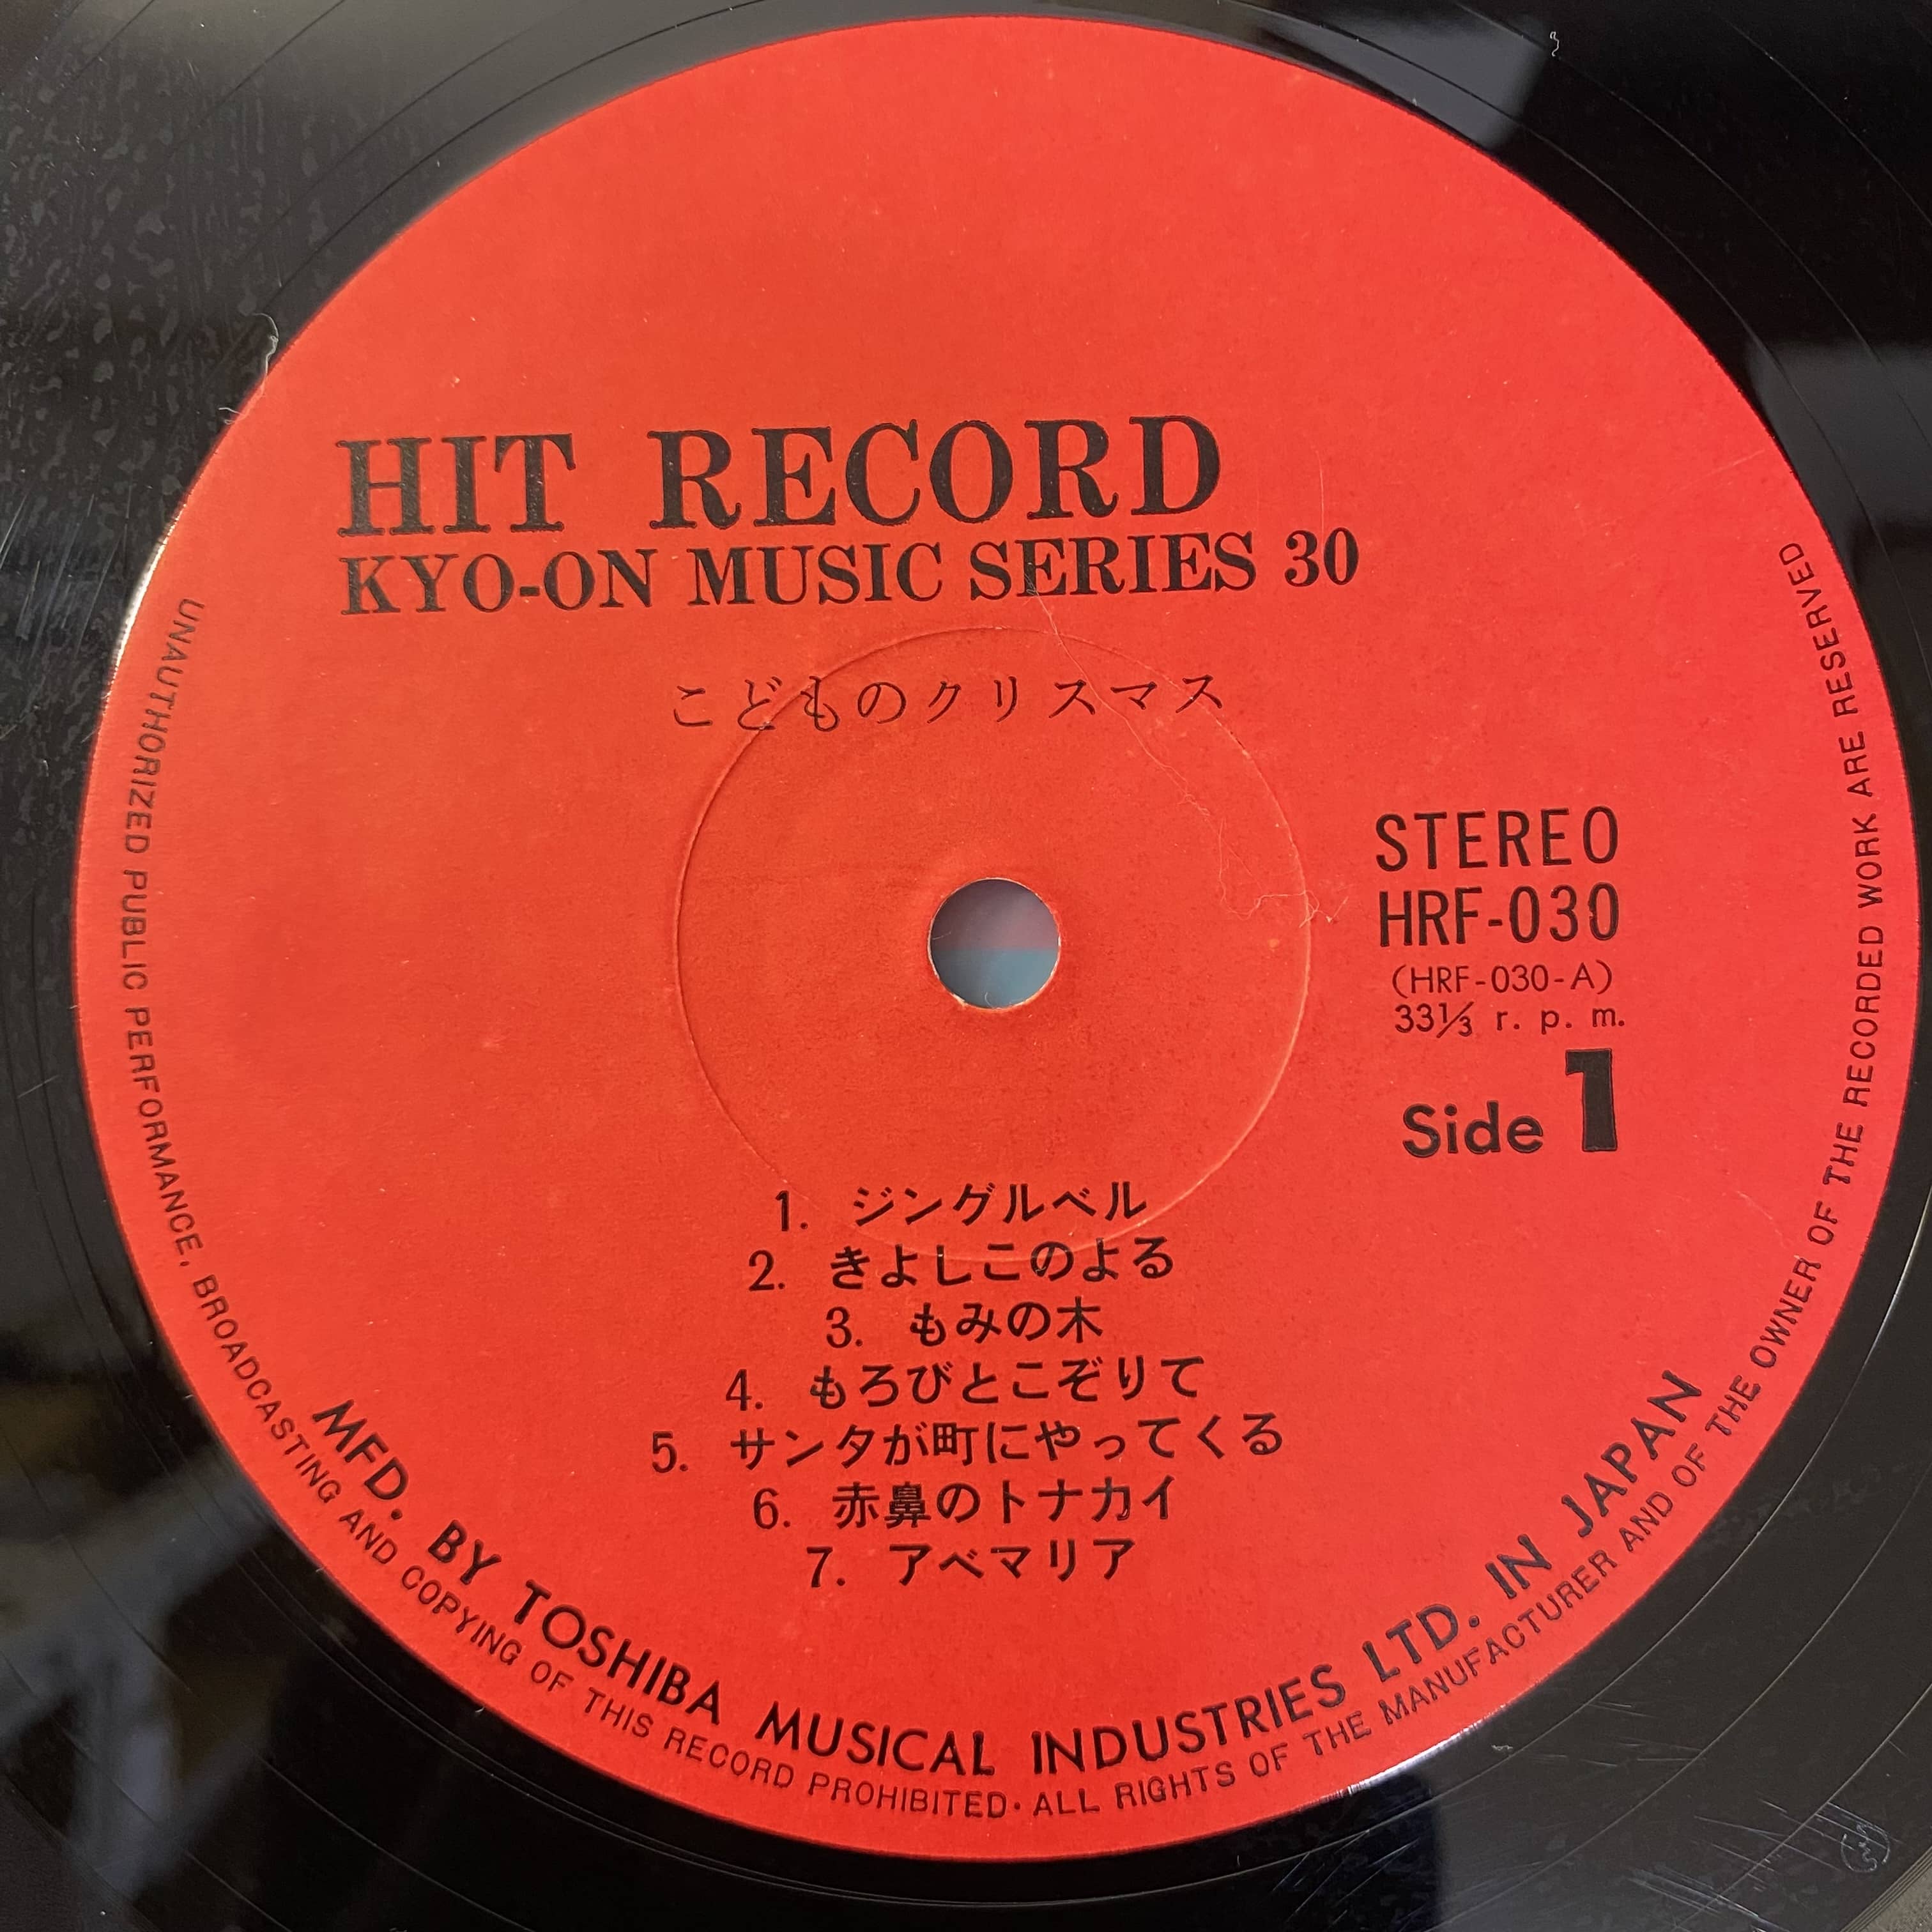 HIT RECORD
KYO-ON MUSIC SERIES 30
こどものクリスマス
STEREO
HRF-030
(HRF-030-A)
33⅓ r. p. m.
Side 1
1. ジングルベル
2. きよしこのよる
3. もみの木
4. もろびとこぞりて
5. サンタが町にやってくる
6. 赤鼻のトナカイ
7. アベマリア
MFD. BY TOSHIBA MUSICAL INDUSTRIES LTD. IN JAPAN
UNAUTHORIZED PUBLIC PERFORMANCE, BROADCASTING AND COPYING OF THIS RECORD PROHIBITED·ALL RIGHTS OF THE MANUFACTURER AND OF THE OWNER OF THE RECORDED WORK ARE RESERVED